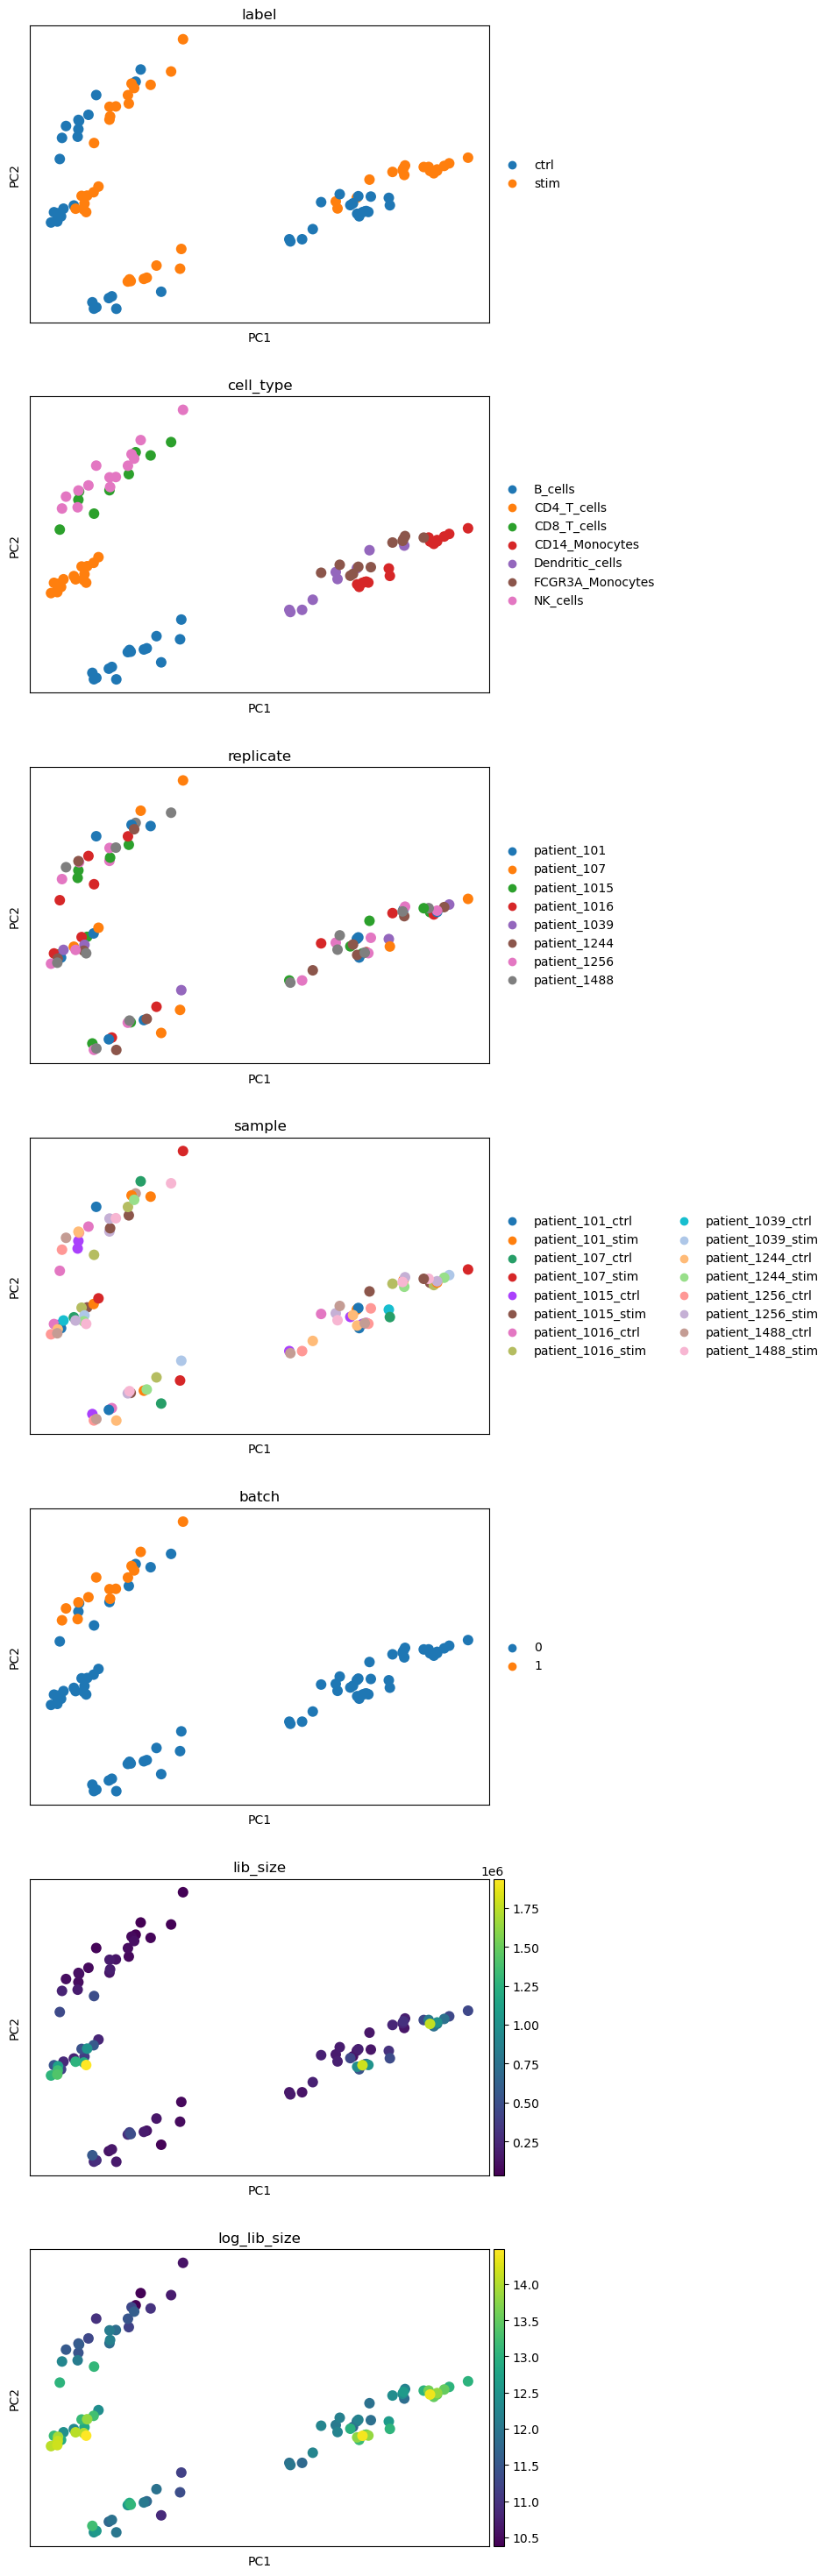 label
PC2
ctrl
stim
PC1
cell_type
PC2
B_cells
CD4_T_cells
CD8_T_cells
CD14_Monocytes
Dendritic_cells
FCGR3A_Monocytes
NK_cells
PC1
replicate
PC2
patient_101
patient_107
patient_1015
patient_1016
patient_1039
patient_1244
patient_1256
patient_1488
PC1
sample
PC2
patient_101_ctrl
patient_101_stim
patient_107_ctrl
patient_107_stim
patient_1015_ctrl
patient_1015_stim
patient_1016_ctrl
patient_1016_stim
patient_1039_ctrl
patient_1039_stim
patient_1244_ctrl
patient_1244_stim
patient_1256_ctrl
patient_1256_stim
patient_1488_ctrl
patient_1488_stim
PC1
batch
PC2
0
1
PC1
lib_size
1e6
PC2
1.75
1.50
1.25
1.00
0.75
0.50
0.25
PC1
log_lib_size
PC2
14.0
13.5
13.0
12.5
12.0
11.5
11.0
10.5
PC1